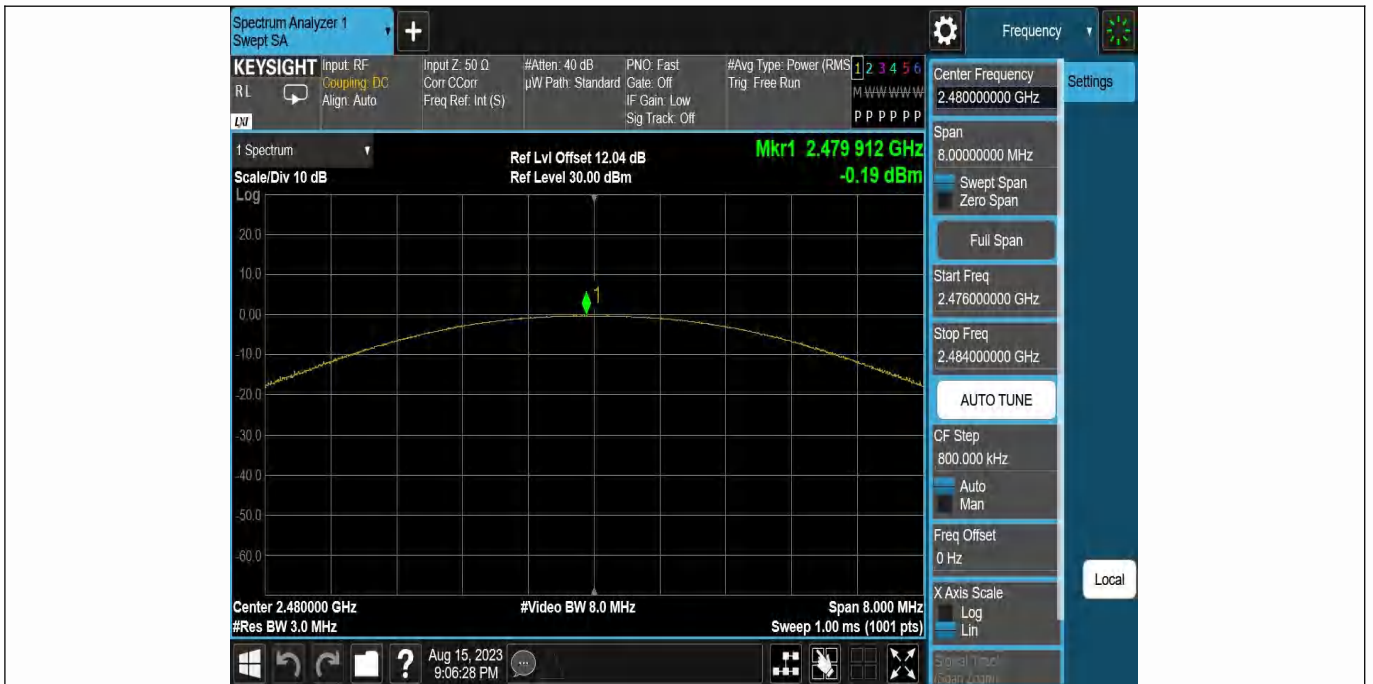 Spectrum Analyzer 1
Swept SA
+
Frequency
KEYSIGHT
RL
LXI
Input: RF
Coupling: DC
Align: Auto
Input Z: 50 Ω
Corr CCorr
Freq Ref: Int (S)
#Atten: 40 dB
µW Path: Standard
PNO: Fast
Gate: Off
IF Gain: Low
Sig Track: Off
#Avg Type: Power (RMS
Trig: Free Run
1 2 3 4 5 6
M W W W W W
P P P P P P
1 Spectrum
Scale/Div 10 dB
Ref Lvl Offset 12.04 dB
Ref Level 30.00 dBm
Mkr1 2.479 912 GHz
-0.19 dBm
Log
20.0
10.0
0.00
-10.0
-20.0
-30.0
-40.0
-50.0
-60.0
1
Center 2.480000 GHz
#Res BW 3.0 MHz
#Video BW 8.0 MHz
Span 8.000 MHz
Sweep 1.00 ms (1001 pts)
Center Frequency
2.480000000 GHz
Settings
Span
8.00000000 MHz
Swept Span
Zero Span
Full Span
Start Freq
2.476000000 GHz
Stop Freq
2.484000000 GHz
AUTO TUNE
CF Step
800.000 kHz
Auto
Man
Freq Offset
0 Hz
X Axis Scale
Log
Lin
Local
Signal Track
(Span Zoom)
?
Aug 15, 2023
9:06:28 PM